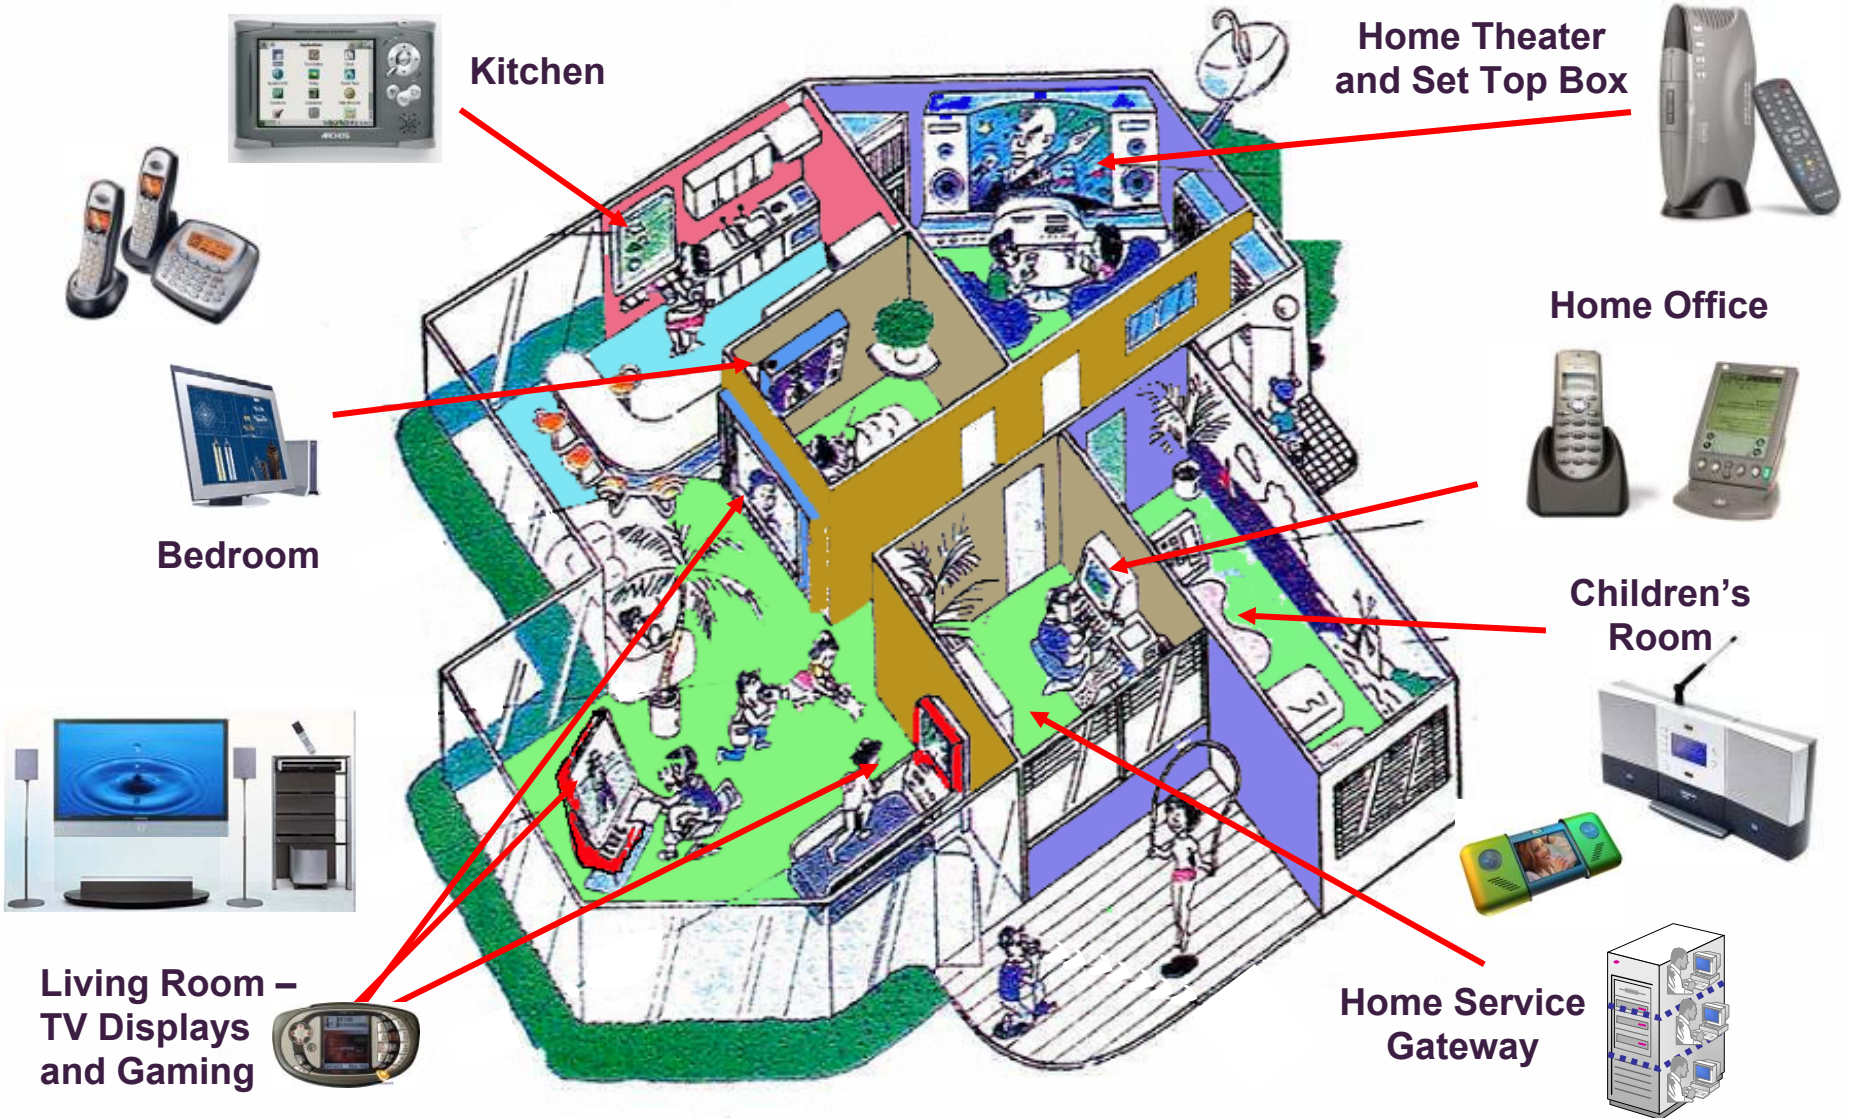 Kitchen
Home Theater
and Set Top Box
ARCHOS
Home Office
Bedroom
Children's
Room
Living Room –
TV Displays
and Gaming
Home Service
Gateway